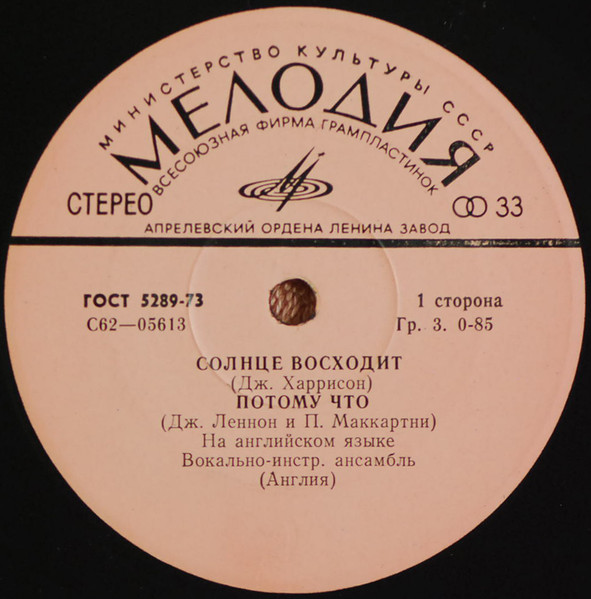 МИНИСТЕРСТВО КУЛЬТУРЫ СССР
МЕЛОДИЯ
ВСЕСОЮЗНАЯ ФИРМА ГРАМПЛАСТИНОК
СТЕРЕО
33
АПРЕЛЕВСКИЙ ОРДЕНА ЛЕНИНА ЗАВОД
ГОСТ 5289-73
1 сторона
С62—05613
Гр. 3. 0-85
СОЛНЦЕ ВОСХОДИТ
(Дж. Харрисон)
ПОТОМУ ЧТО
(Дж. Леннон и П. Маккартни)
На английском языке
Вокально-инстр. ансамбль
(Англия)